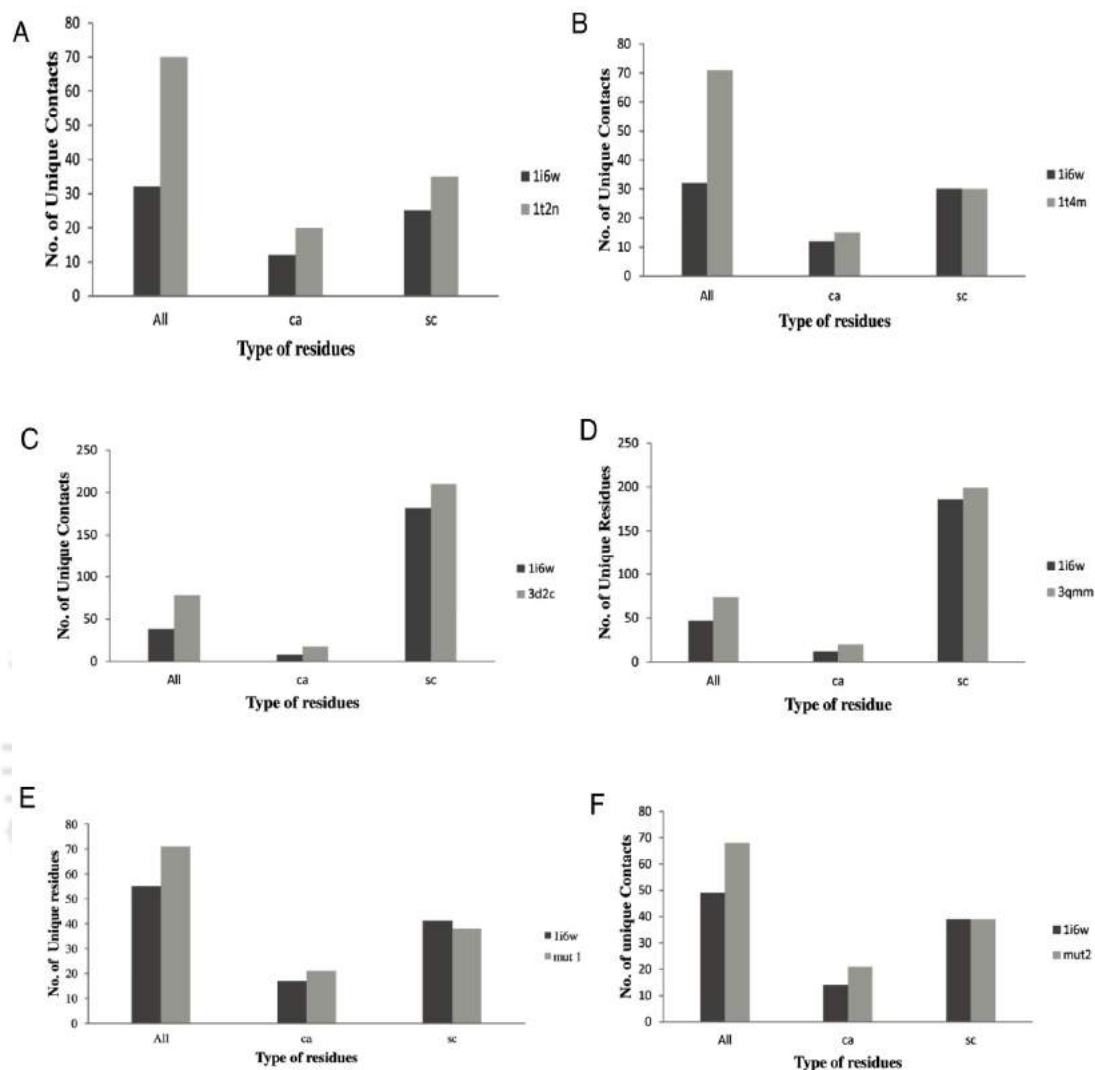 A
No. of Unique Contacts
80
70
60
50
40
30
20
10
0
All
ca
sc
Type of residues
1i6w
1t2n
B
No. of Unique Contacts
80
70
60
50
40
30
20
10
0
All
ca
sc
Type of residues
1i6w
1t4m
C
No. of Unique Contacts
250
200
150
100
50
0
All
ca
sc
Type of residues
1i6w
3d2c
D
No. of Unique Residues
250
200
150
100
50
0
All
ca
sc
Type of residue
1i6w
3qmm
E
No. of Unique residues
80
70
60
50
40
30
20
10
0
All
ca
sc
Type of residues
1i6w
mut 1
F
No. of unique Contacts
80
70
60
50
40
30
20
10
0
All
ca
sc
Type of residues
1i6w
mut2